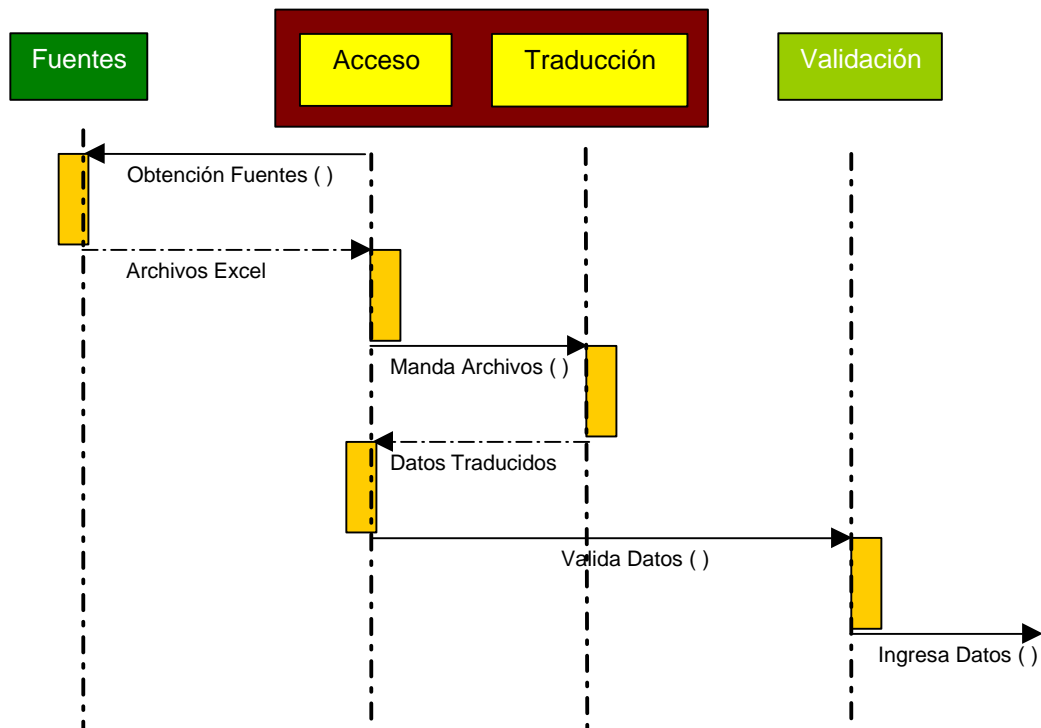 Fuentes
Acceso
Traducción
Validación
Obtención Fuentes ( )
Archivos Excel
Manda Archivos ( )
Datos Traducidos
Valida Datos ( )
Ingresa Datos ( )